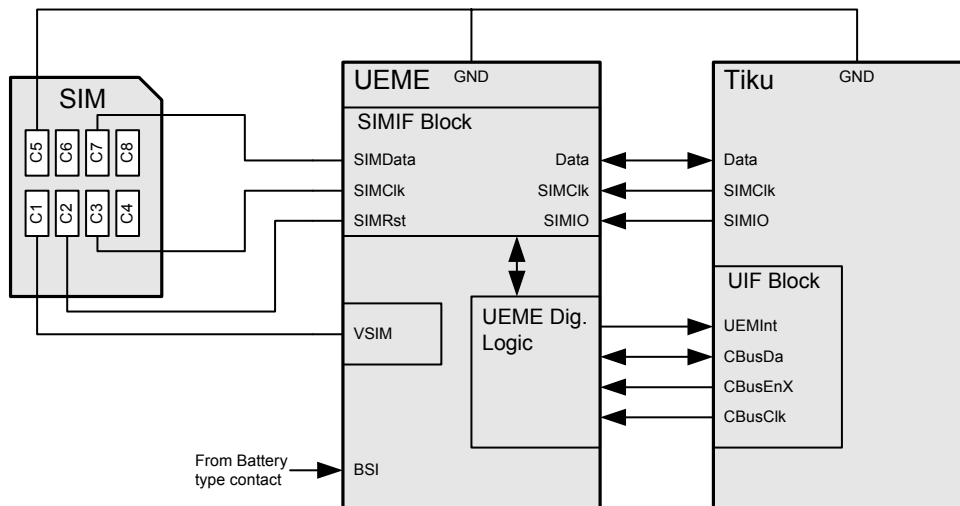 UEME
GND
Tiku
GND
SIM
C5
C6
C7
C8
C1
C2
C3
C4
SIMIF Block
SIMData
Data
SIMClk
SIMClk
SIMRst
SIMIO
Data
SIMClk
SIMIO
VSIM
UEME Dig.
Logic
UIF Block
UEMInt
CBusDa
CBusEnX
CBusClk
From Battery
type contact
BSI